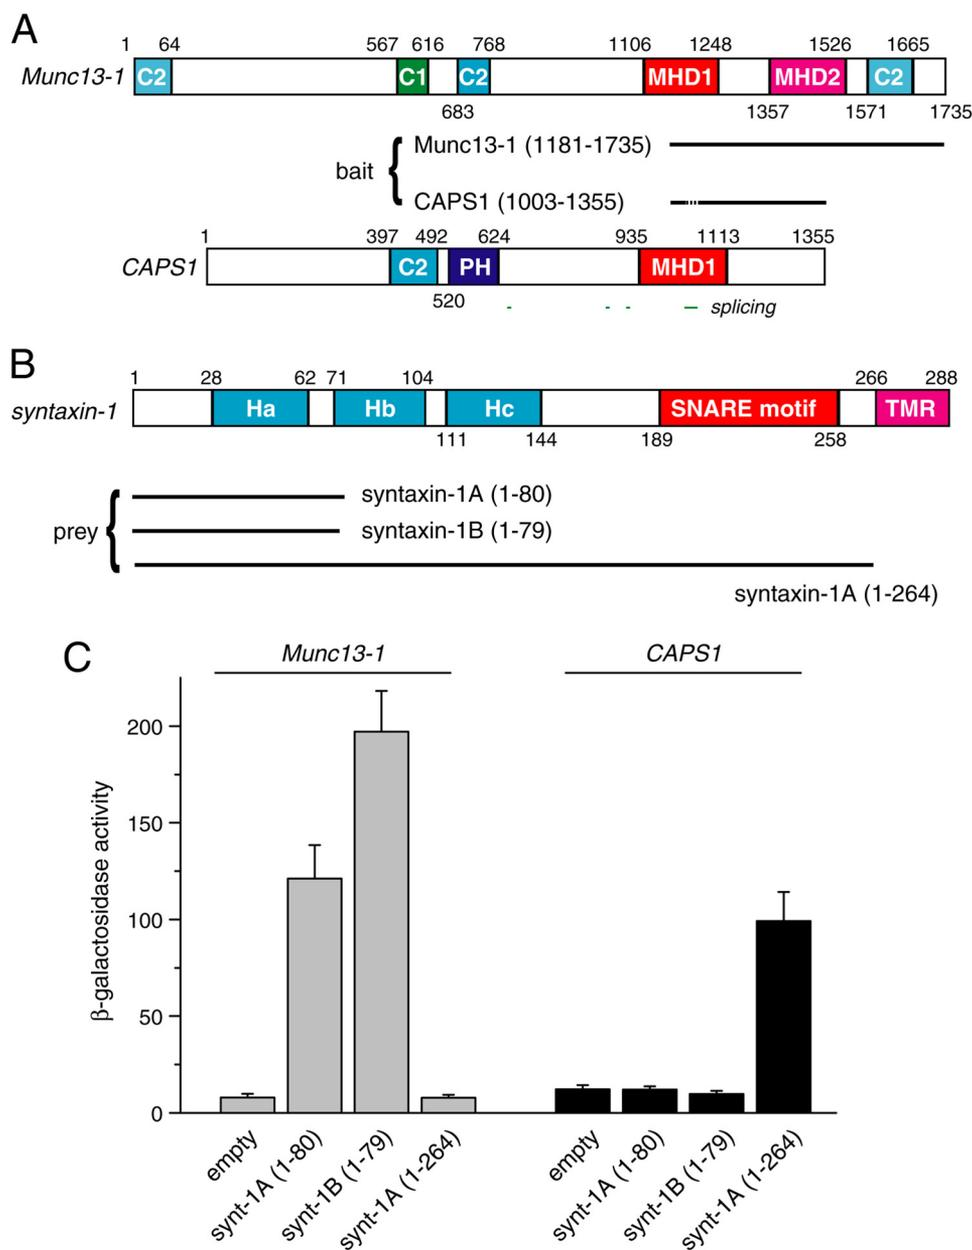 A
1 64 567 616 768 1106 1248 1526 1665
Munc13-1 C2 C1 C2 MHD1 MHD2 C2
683 1357 1571 1735
bait { Munc13-1 (1181-1735)
CAPS1 (1003-1355)
1 397 492 624 935 1113 1355
CAPS1 C2 PH MHD1
520 splicing
B
1 28 62 71 104 266 288
syntaxin-1 Ha Hb Hc SNARE motif TMR
111 144 189 258
prey { syntaxin-1A (1-80)
syntaxin-1B (1-79)
syntaxin-1A (1-264)
C
Munc13-1 CAPS1
β-galactosidase activity
200
150
100
50
0
empty synt-1A (1-80) synt-1B (1-79) synt-1A (1-264) empty synt-1A (1-80) synt-1B (1-79) synt-1A (1-264)